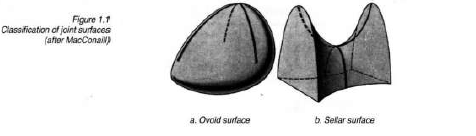 Figure 1.1
Classification of joint surfaces
(after MacConaill)
a. Ovoid surface
b. Sellar surface